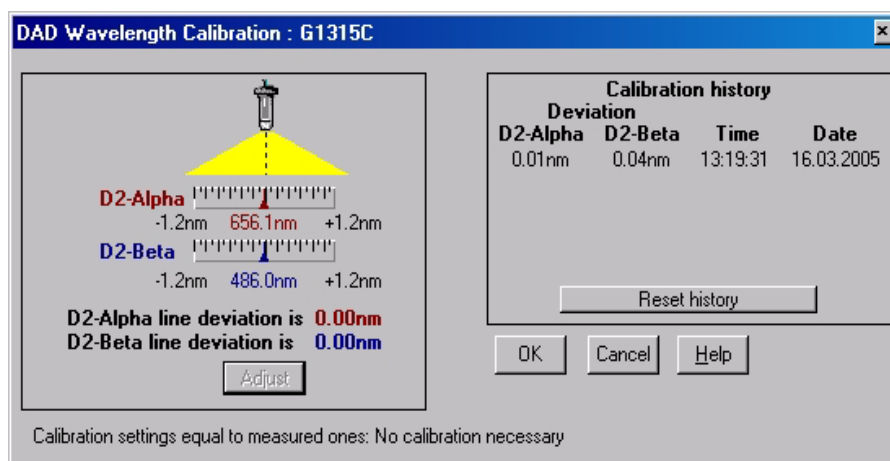 DAD Wavelength Calibration : G1315C
D2-Alpha
-1.2nm 656.1nm +1.2nm
D2-Beta
-1.2nm 486.0nm +1.2nm
D2-Alpha line deviation is 0.00nm
D2-Beta line deviation is 0.00nm
Adjust
Calibration history
Deviation
D2-Alpha D2-Beta Time Date
0.01nm 0.04nm 13:19:31 16.03.2005
Reset history
OK Cancel Help
Calibration settings equal to measured ones: No calibration necessary